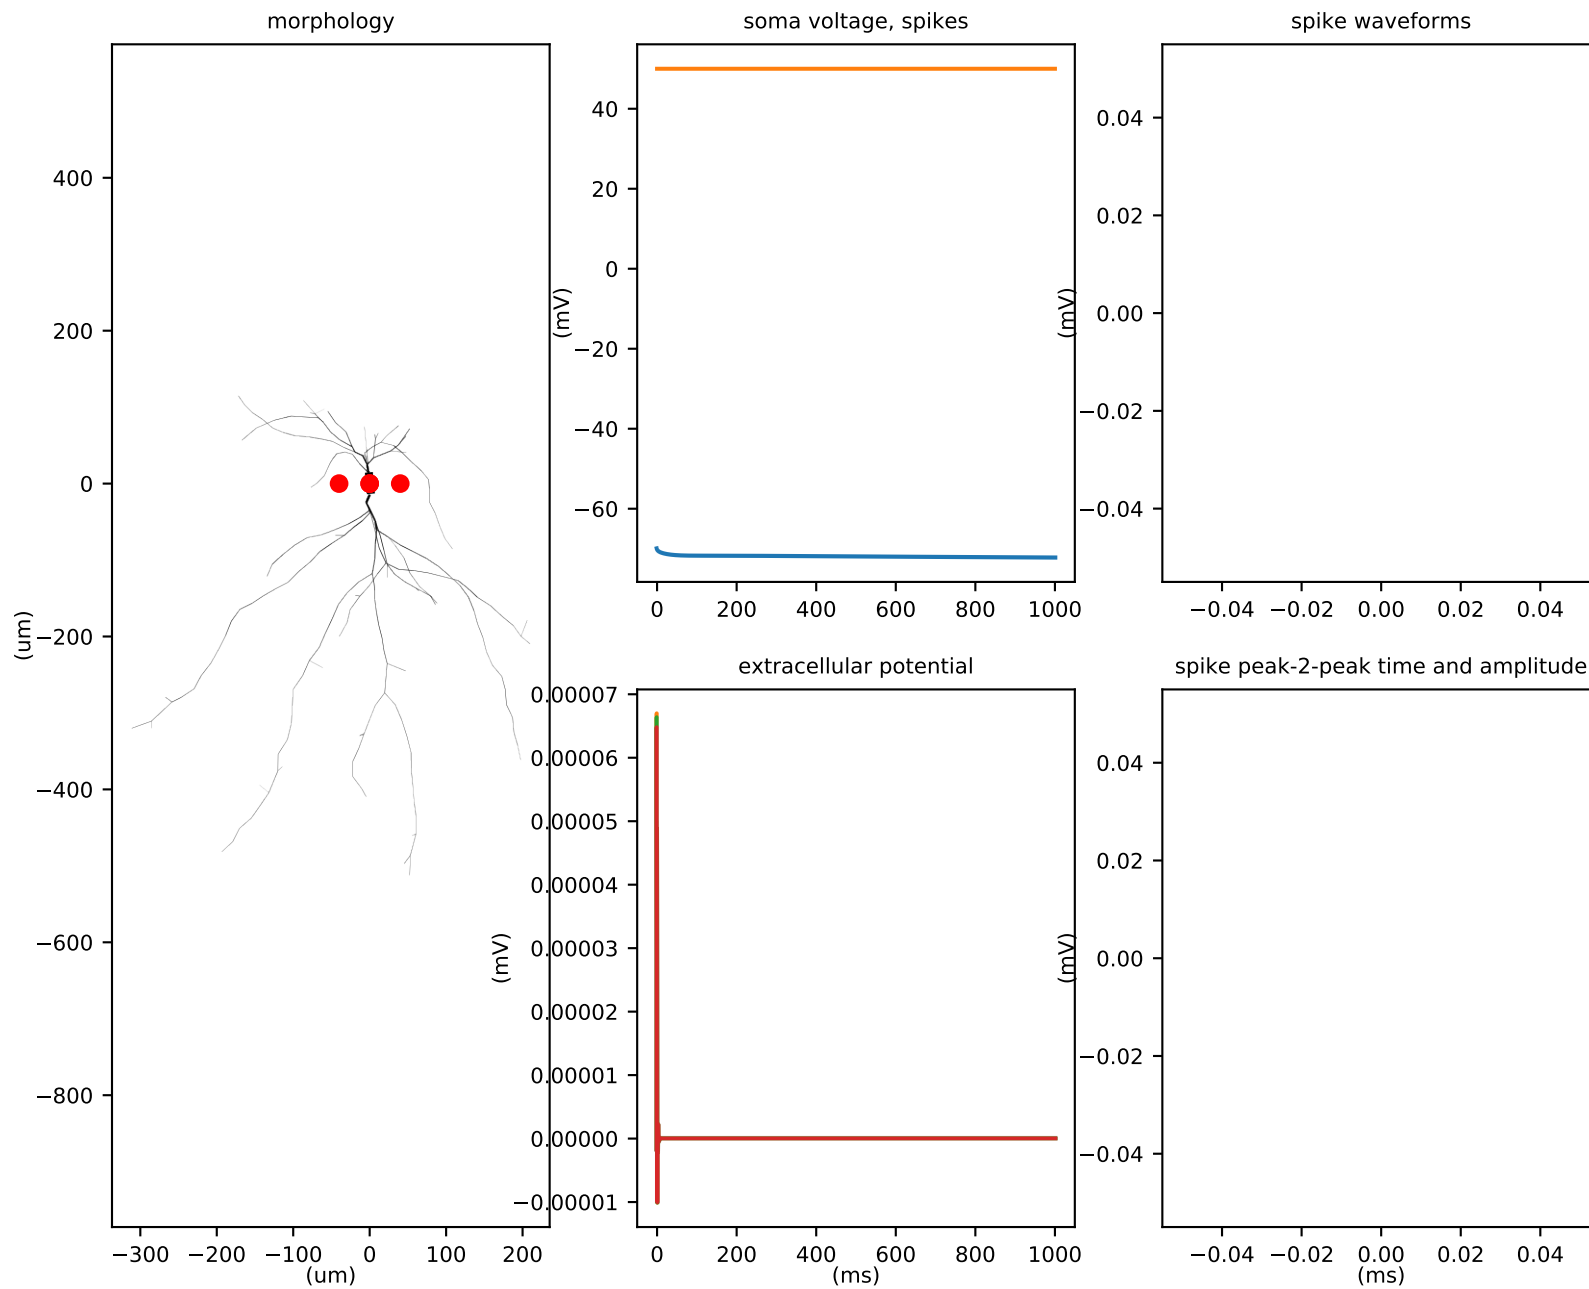 morphology
400
200
0
−200
−400
−600
−800
(um)
−300 −200 −100 0 100 200
(um)
soma voltage, spikes
40
20
0
−20
−40
−60
(mV)
0 200 400 600 800 1000
spike waveforms
0.04
0.02
0.00
−0.02
−0.04
(mV)
−0.04 −0.02 0.00 0.02 0.04
extracellular potential
0.00007
0.00006
0.00005
0.00004
0.00003
0.00002
0.00001
0.00000
−0.00001
(mV)
0 200 400 600 800 1000
(ms)
spike peak-2-peak time and amplitude
0.04
0.02
0.00
−0.02
−0.04
(mV)
−0.04 −0.02 0.00 0.02 0.04
(ms)